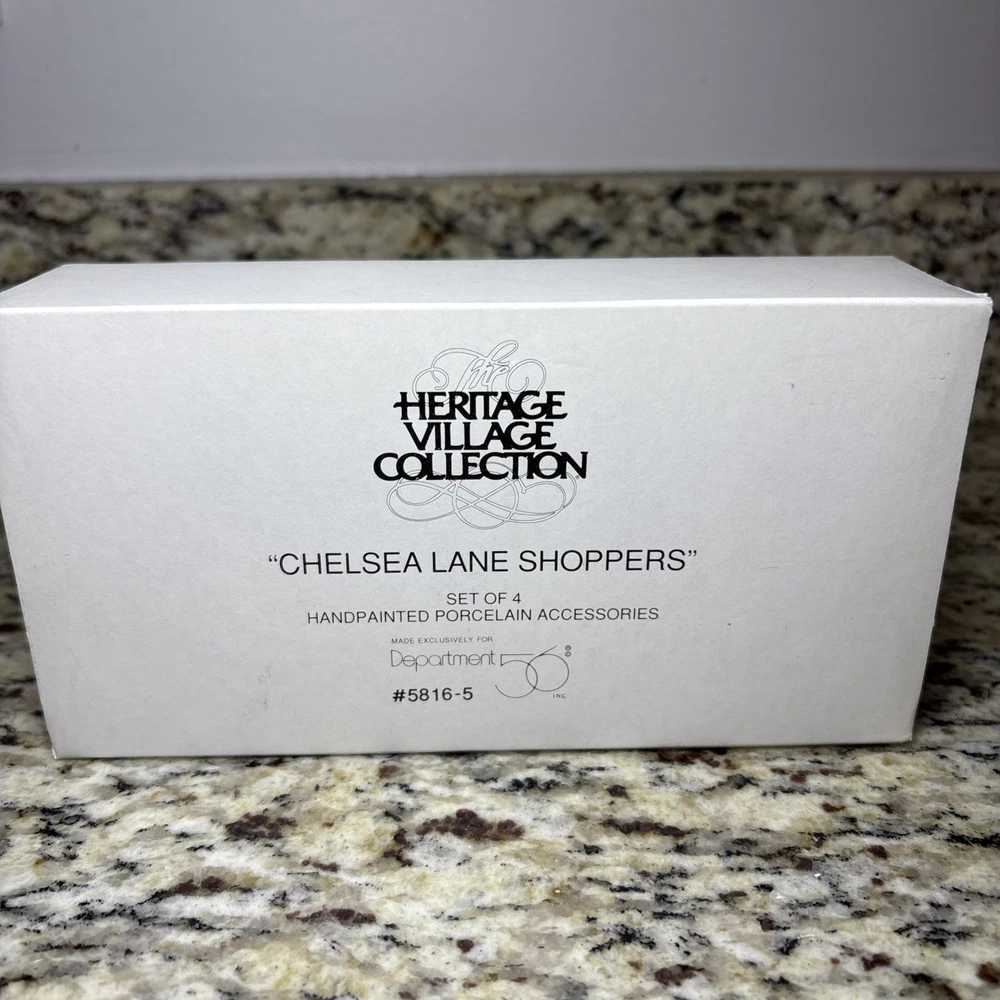 The
HERITAGE
VILLAGE
COLLECTION
“CHELSEA LANE SHOPPERS”
SET OF 4
HANDPAINTED PORCELAIN ACCESSORIES
MADE EXCLUSIVELY FOR
Department 56 ©®
INC
#5816-5